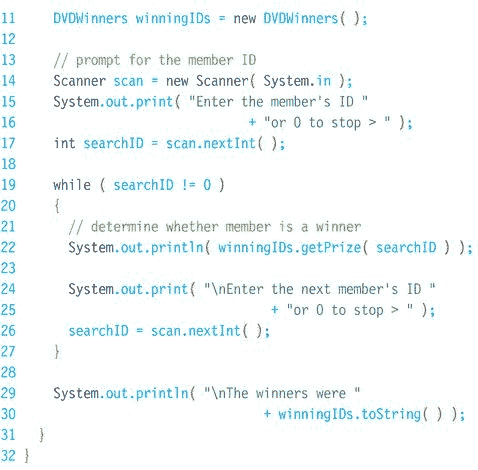 11 DVDWinners winningIDs = new DVDWinners( );
12
13 // prompt for the member ID
14 Scanner scan = new Scanner( System.in );
15 System.out.print( "Enter the member's ID "
16 + "or 0 to stop > " );
17 int searchID = scan.nextInt( );
18
19 while ( searchID != 0 )
20 {
21 // determine whether member is a winner
22 System.out.println( winningIDs.getPrize( searchID ) );
23
24 System.out.print( "\nEnter the next member's ID "
25 + "or 0 to stop > " );
26 searchID = scan.nextInt( );
27 }
28
29 System.out.println( "\nThe winners were "
30 + winningIDs.toString( ) );
31 }
32 }